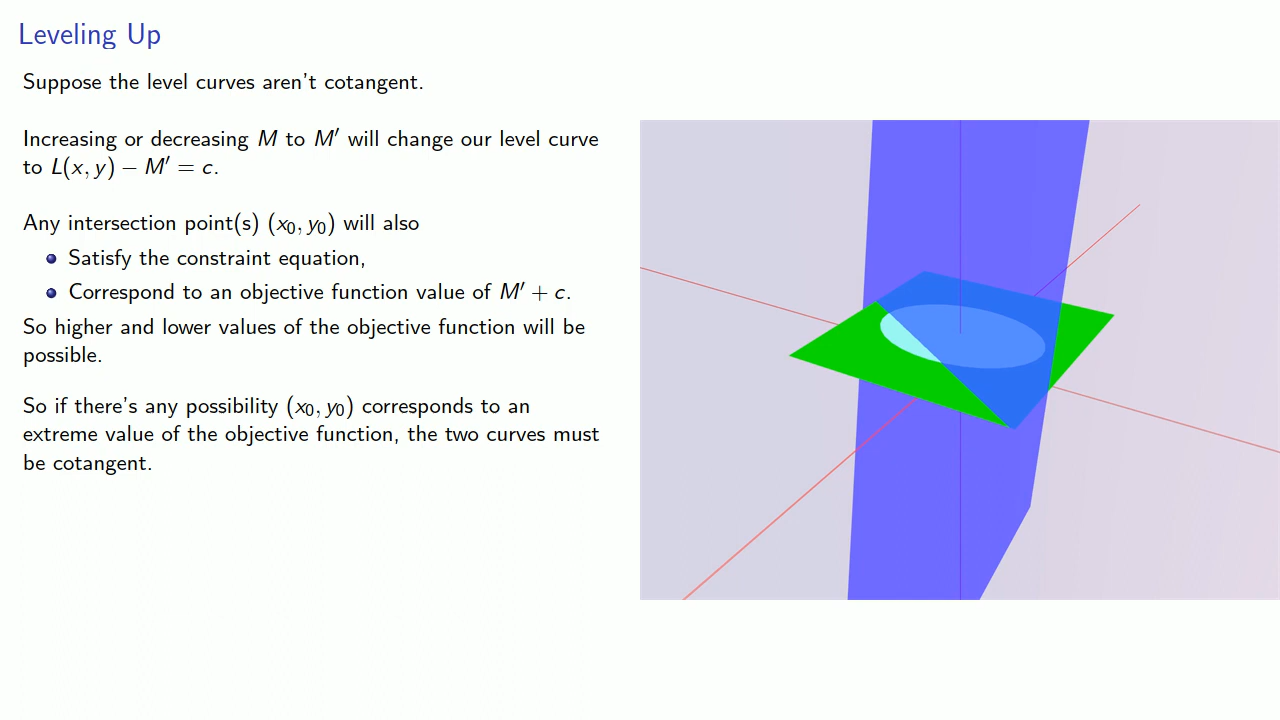 Leveling Up
Suppose the level curves aren't cotangent.
Increasing or decreasing M to M′ will change our level curve
to L(x, y) − M′ = c.
Any intersection point(s) (x₀, y₀) will also
Satisfy the constraint equation,
Correspond to an objective function value of M′ + c.
So higher and lower values of the objective function will be
possible.
So if there's any possibility (x₀, y₀) corresponds to an
extreme value of the objective function, the two curves must
be cotangent.